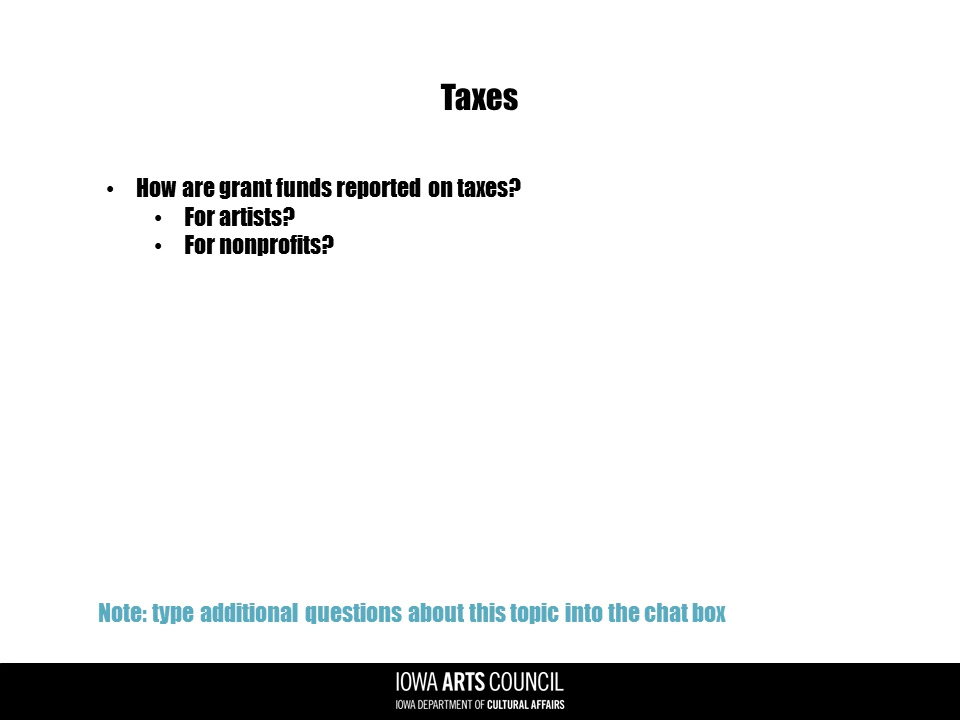 Taxes
• How are grant funds reported on taxes?
• For artists?
• For nonprofits?
Note: type additional questions about this topic into the chat box
IOWA ARTS COUNCIL
IOWA DEPARTMENT OF CULTURAL AFFAIRS